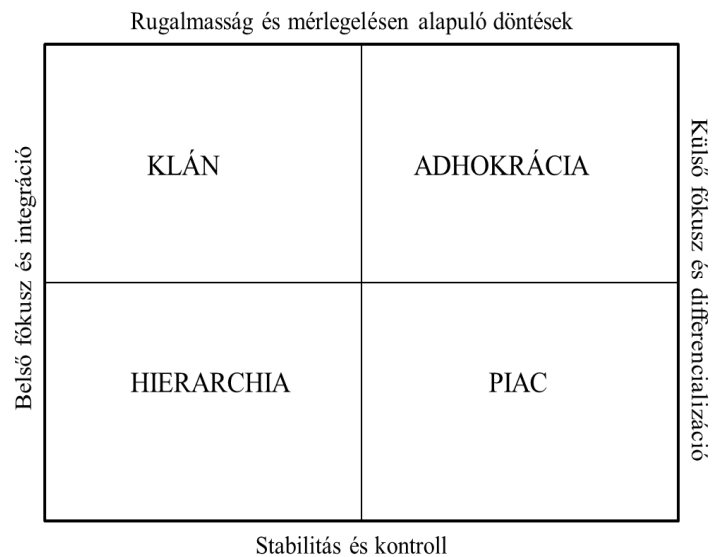 Rugalmasság és mérlegelésen alapuló döntések
Belső fókusz és integráció
KLÁN
ADHOKRÁCIA
Külső fókusz és differencializáció
HIERARCHIA
PIAC
Stabilitás és kontroll